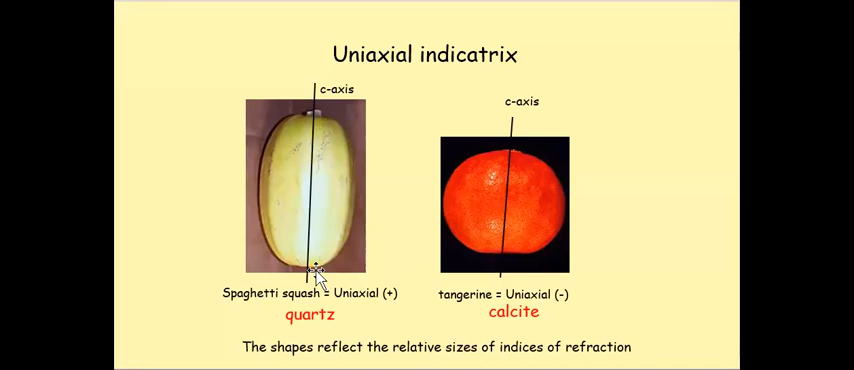 Uniaxial indicatrix
c-axis
c-axis
Spaghetti squash = Uniaxial (+)
quartz
tangerine = Uniaxial (-)
calcite
The shapes reflect the relative sizes of indices of refraction